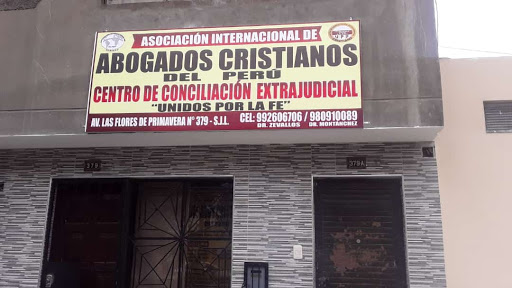 ASOCIACIÓN INTERNACIONAL DE
ABOGADOS CRISTIANOS
DEL PERÚ
CENTRO DE CONCILIACIÓN EXTRAJUDICIAL
"UNIDOS POR LA FE"
AV. LAS FLORES DE PRIMAVERA N° 379 - S.J.L. CEL: 992606706 / 980910089
DR. ZEVALLOS DR. MONTÁNCHEZ
379 379A